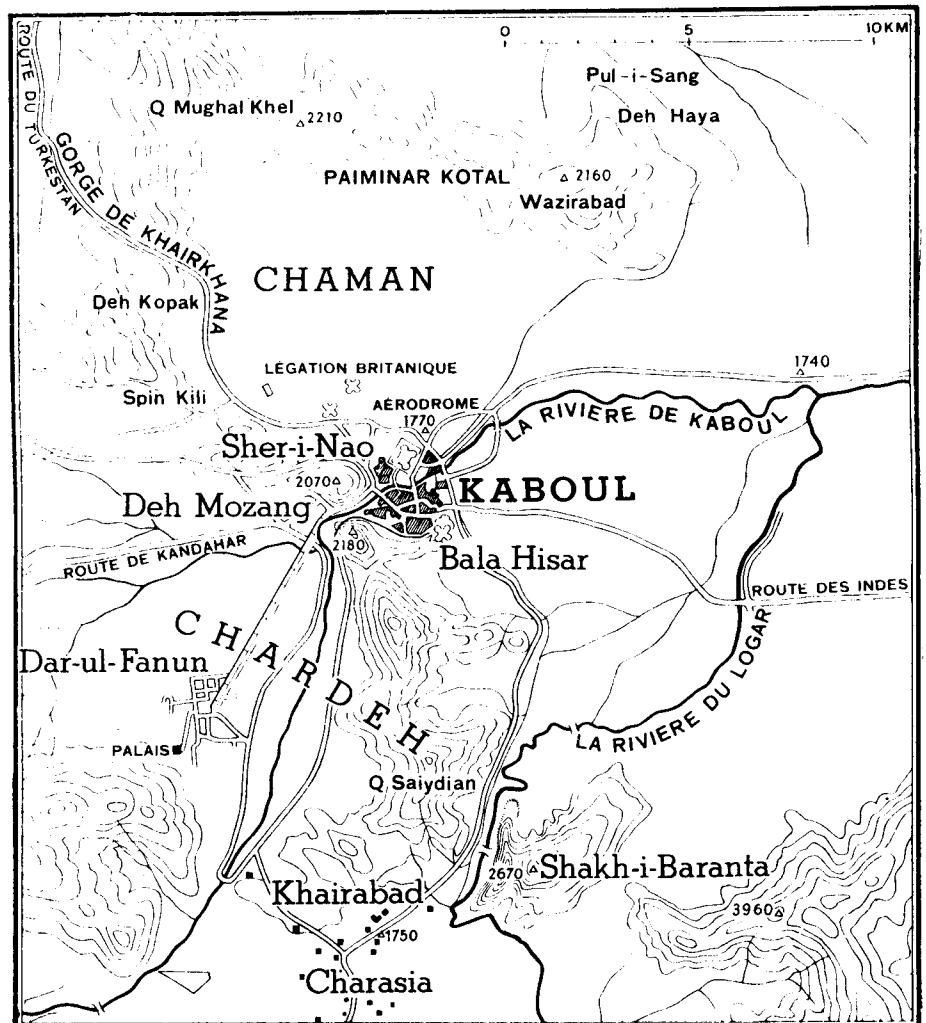 0 5 10 KM
ROUTE DU TURKESTAN
Pul-i-Sang
Q Mughal Khel
2210
Deh Haya
GORGE DE KHAIRKHANA
PAIMINAR KOTAL
2160
Wazirabad
CHAMAN
Deh Kopak
LÉGATION BRITANIQUE
1740
Spin Kili
AÉRODROME
1770
LA RIVIÈRE DE KABOUL
Sher-i-Nao
2070
KABOUL
Deh Mozang
2180
ROUTE DE KANDAHAR
Bala Hisar
ROUTE DES INDES
CHARDEH
Dar-ul-Fanun
LA RIVIERE DU LOGAR
PALAIS
Q Saiydian
2670
Shakh-i-Baranta
Khairabad
3960
1750
Charasia